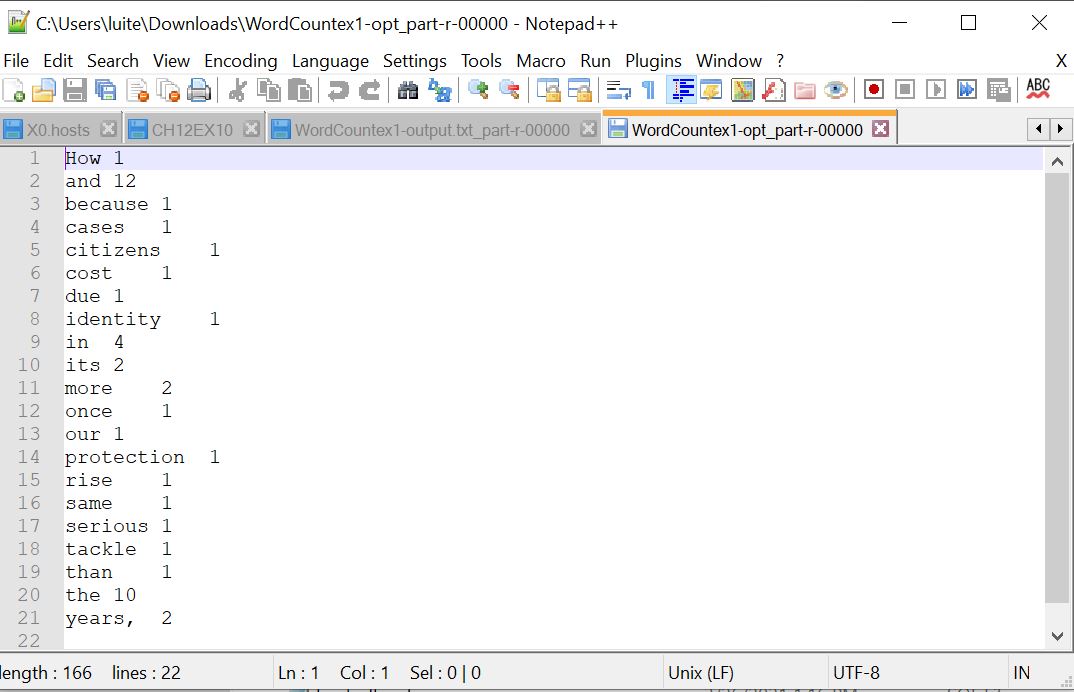 C:\Users\luite\Downloads\WordCountex1-opt_part-r-00000 - Notepad++
File Edit Search View Encoding Language Settings Tools Macro Run Plugins Window ? X
ABC
X0.hosts CH12EX10 WordCountex1-output.txt_part-r-00000 WordCountex1-opt_part-r-00000
1 How 1
2 and 12
3 because 1
4 cases 1
5 citizens 1
6 cost 1
7 due 1
8 identity 1
9 in 4
10 its 2
11 more 2
12 once 1
13 our 1
14 protection 1
15 rise 1
16 same 1
17 serious 1
18 tackle 1
19 than 1
20 the 10
21 years, 2
22
length : 166 lines : 22 Ln : 1 Col : 1 Sel : 0 | 0 Unix (LF) UTF-8 IN